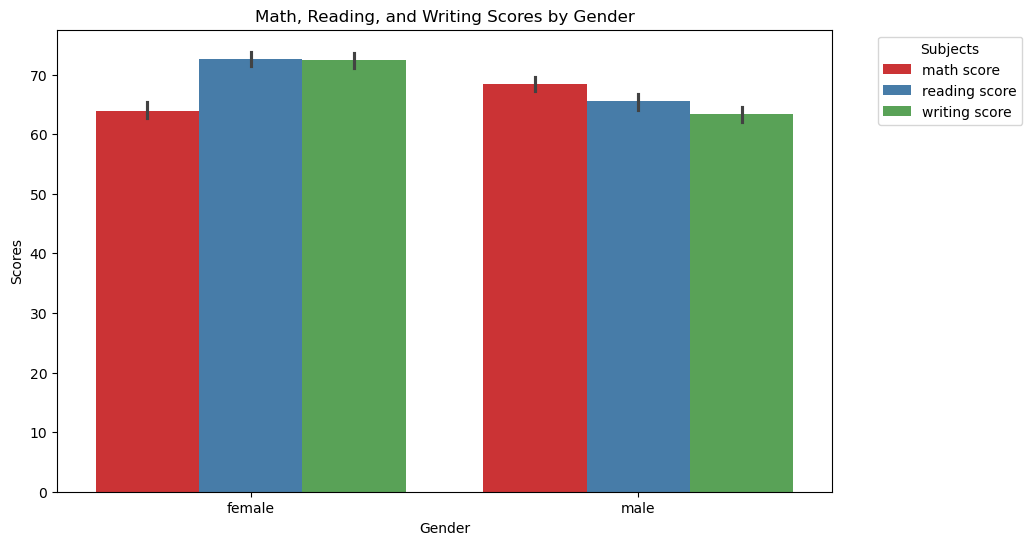 Math, Reading, and Writing Scores by Gender
Subjects
math score
reading score
writing score
Scores
70
60
50
40
30
20
10
0
female
male
Gender